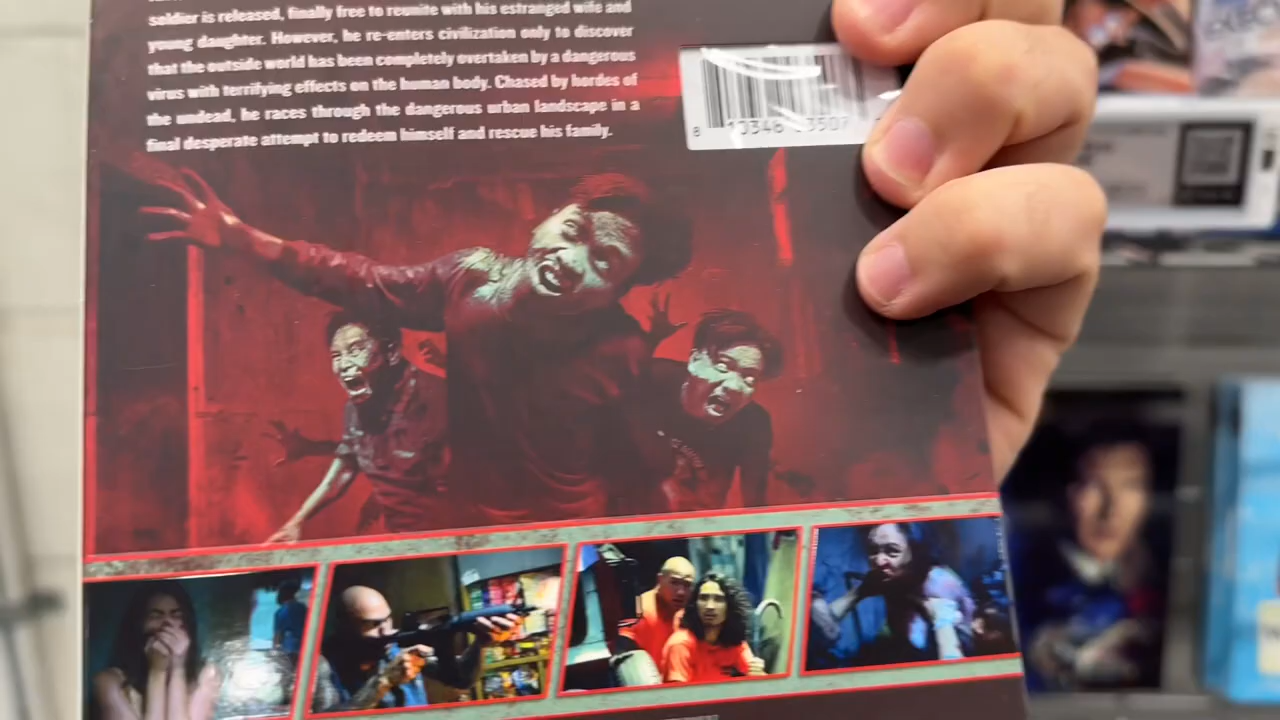 soldier is released, finally free to reunite with his estranged wife and
young daughter. However, he re-enters civilization only to discover
that the outside world has been completely overtaken by a dangerous
virus with terrifying effects on the human body. Chased by hordes of
the undead, he races through the dangerous urban landscape in a
final desperate attempt to redeem himself and rescue his family.
8